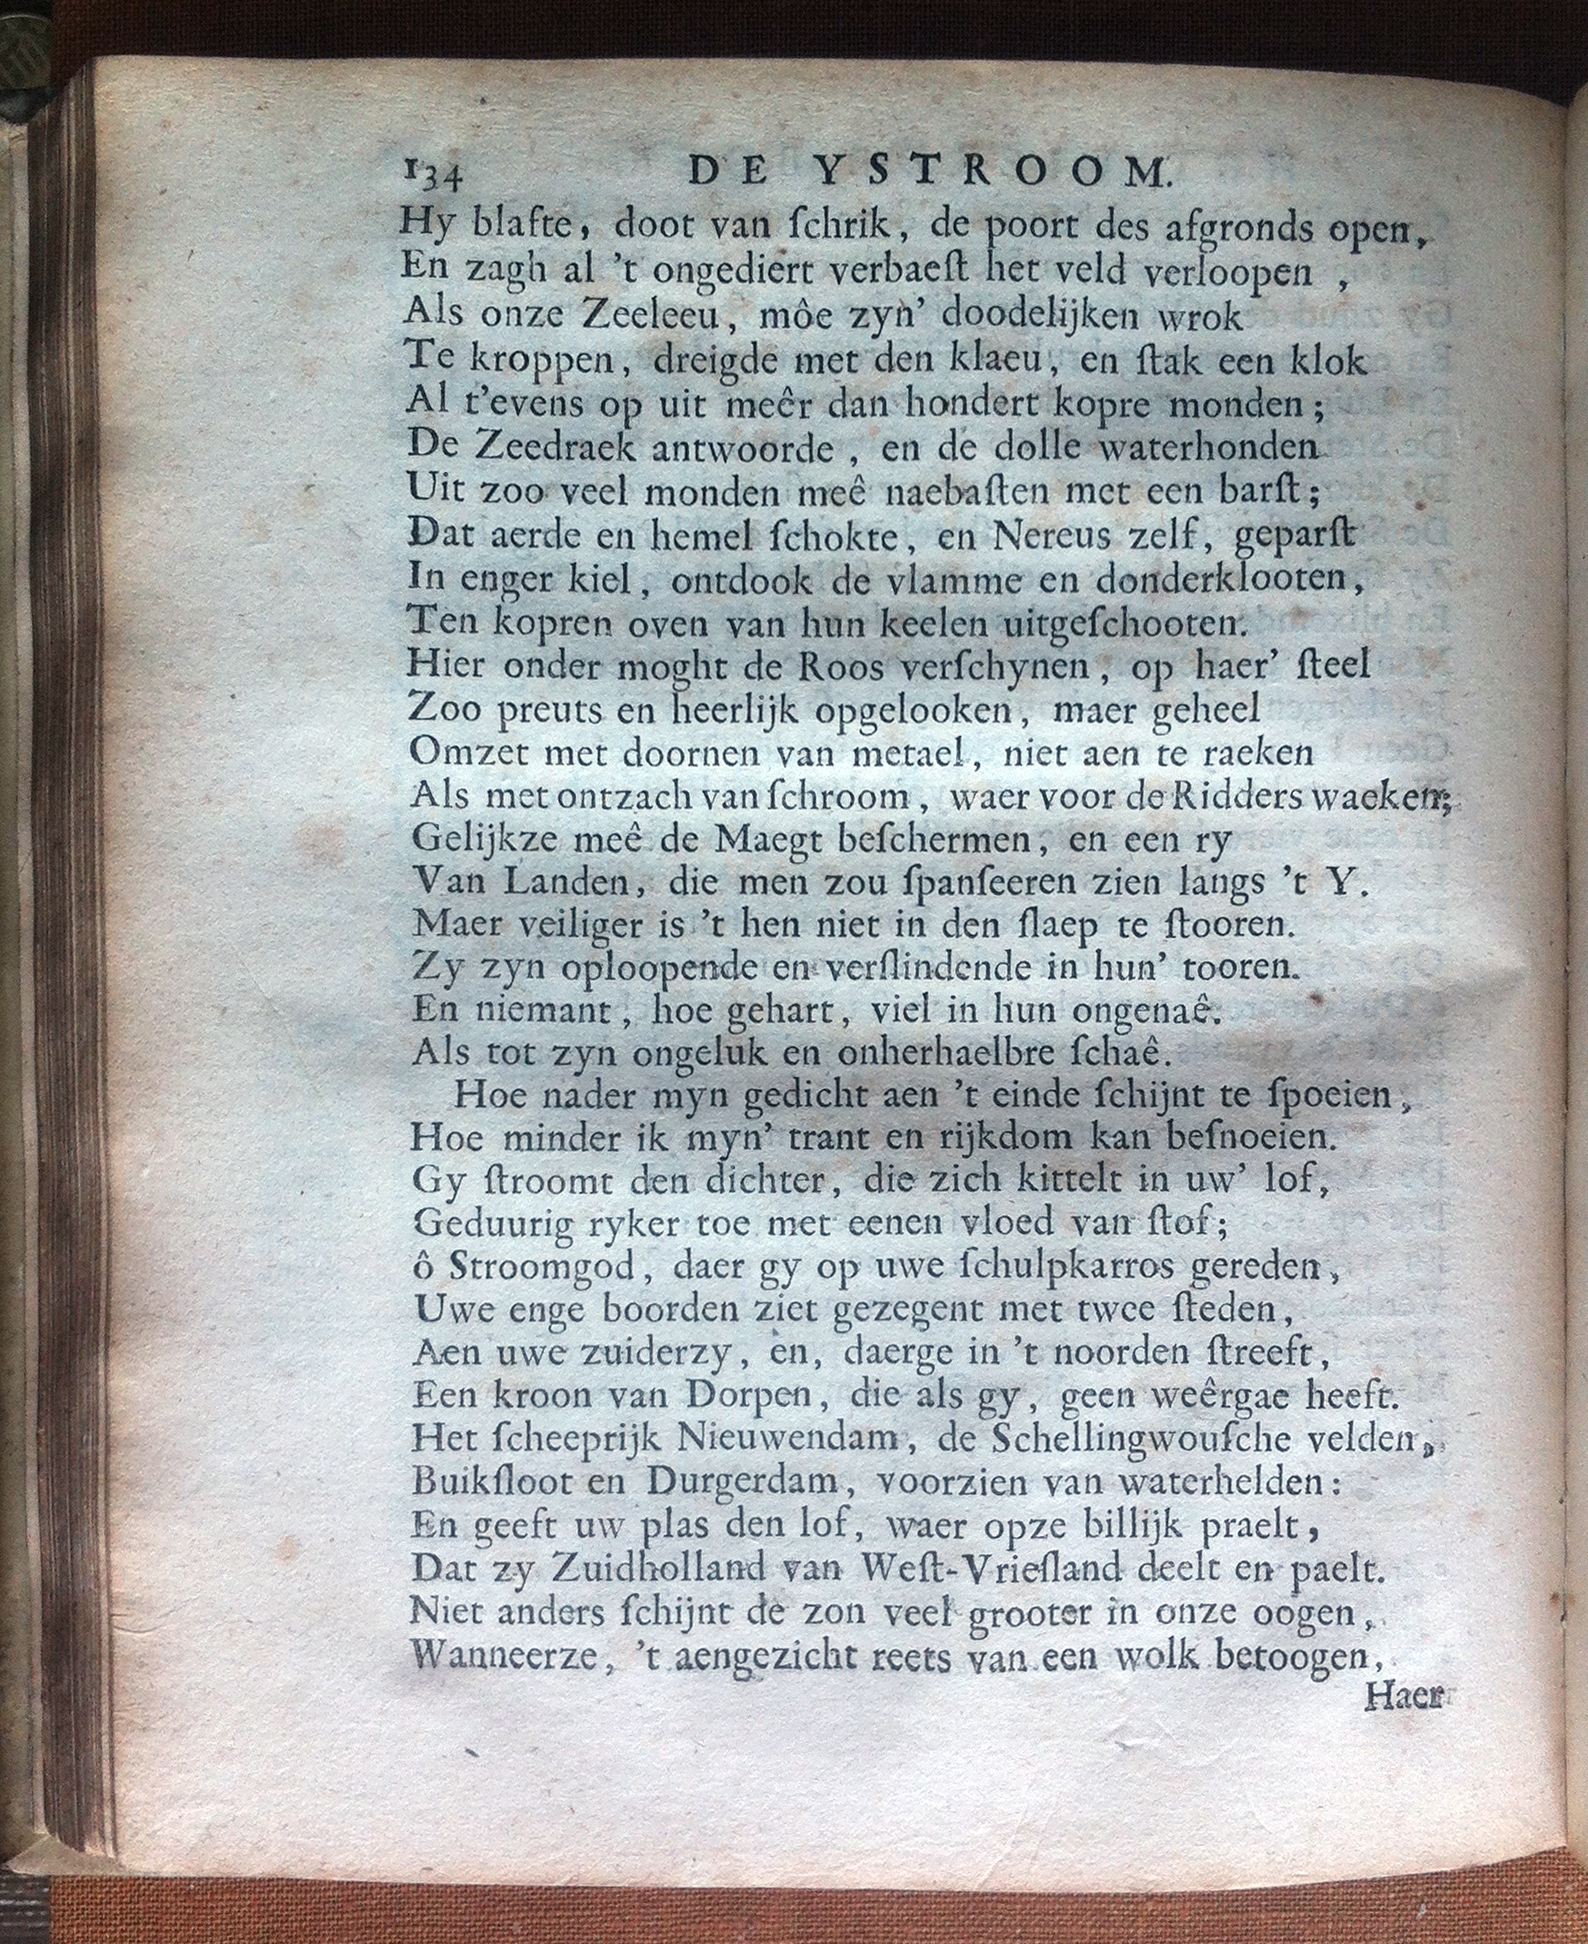 134 DE YSTROOM.
Hy blafte, doot van ſchrik, de poort des afgronds open,
En zagh al 't ongediert verbaeſt het veld verloopen ,
Als onze Zeeleeu, môe zyn' doodelijken wrok
Te kroppen, dreigde met den klaeu, en ſtak een klok
Al t'evens op uit meêr dan hondert kopre monden;
De Zeedraek antwoorde , en de dolle waterhonden
Uit zoo veel monden meê naebaſten met een barſt;
Dat aerde en hemel ſchokte, en Nereus zelf, geparſt
In enger kiel, ontdook de vlamme en donderklooten,
Ten kopren oven van hun keelen uitgeſchooten.
Hier onder moght de Roos verſchynen, op haer' ſteel
Zoo preuts en heerlijk opgelooken, maer geheel
Omzet met doornen van metael, niet aen te raeken
Als met ontzach van ſchroom, waer voor de Ridders waeken;
Gelijkze meê de Maegt beſchermen, en een ry
Van Landen, die men zou ſpanſeeren zien langs 't Y.
Maer veiliger is 't hen niet in den ſlaep te ſtooren.
Zy zyn oploopende en verſlindende in hun' tooren.
En niemant, hoe gehart, viel in hun ongenaê.
Als tot zyn ongeluk en onherhaelbre ſchaê.
Hoe nader myn gedicht aen 't einde ſchijnt te ſpoeien,
Hoe minder ik myn' trant en rijkdom kan beſnoeien.
Gy ſtroomt den dichter, die zich kittelt in uw' lof,
Geduurig ryker toe met eenen vloed van ſtof;
ô Stroomgod, daer gy op uwe ſchulpkarros gereden,
Uwe enge boorden ziet gezegent met twee ſteden,
Aen uwe zuiderzy, en, daerge in 't noorden ſtreeft,
Een kroon van Dorpen, die als gy, geen weêrgae heeft.
Het ſcheeprijk Nieuwendam, de Schellingwouſche velden,
Buikſloot en Durgerdam, voorzien van waterhelden:
En geeft uw plas den lof, waer opze billijk praelt,
Dat zy Zuidholland van Weſt-Vrieſland deelt en paelt.
Niet anders ſchijnt de zon veel grooter in onze oogen,
Wanneerze, 't aengezicht reets van een wolk betoogen,
Haer